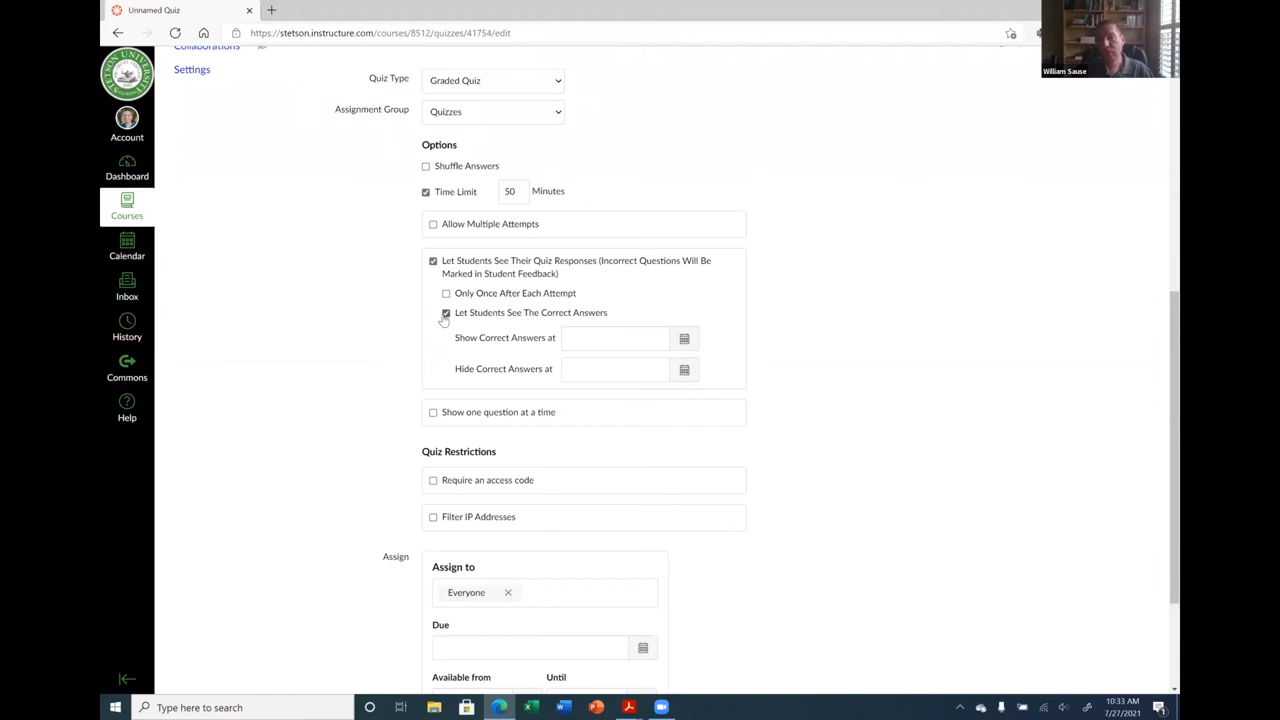 Unnamed Quiz
https://stetson.instructure.com/courses/8512/quizzes/41754/edit
William Sause
Collaborations
Settings
STETSON UNIVERSITY
Account
Dashboard
Courses
Calendar
Inbox
History
Commons
Help
Quiz Type
Graded Quiz
Assignment Group
Quizzes
Options
Shuffle Answers
Time Limit 50 Minutes
Allow Multiple Attempts
Let Students See Their Quiz Responses (Incorrect Questions Will Be
Marked in Student Feedback)
Only Once After Each Attempt
Let Students See The Correct Answers
Show Correct Answers at
Hide Correct Answers at
Show one question at a time
Quiz Restrictions
Require an access code
Filter IP Addresses
Assign
Assign to
Everyone
Due
Available from Until
Type here to search
10:33 AM
7/27/2021
1